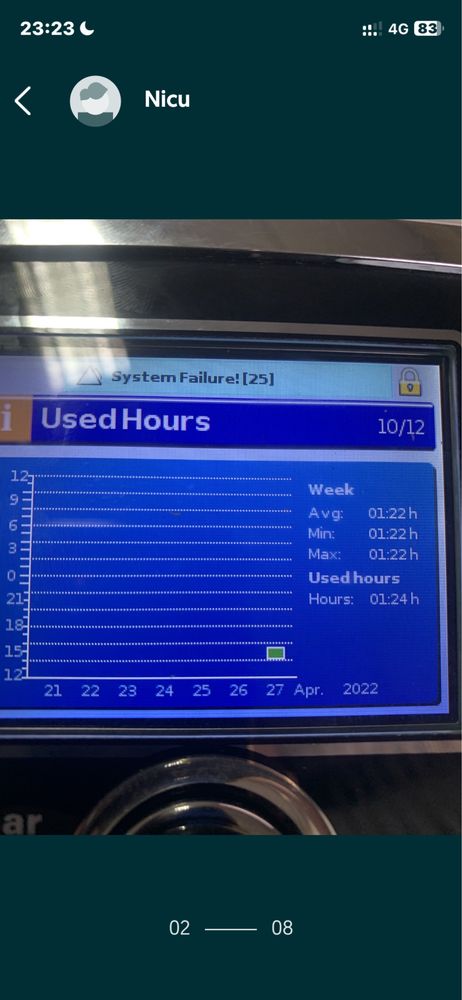 23:23
4G 83
Nicu
System Failure! [25]
i Used Hours 10/12
12
9
6
3
0
21
18
15
12
21 22 23 24 25 26 27 Apr. 2022
Week
Avg: 01:22 h
Min: 01:22 h
Max: 01:22 h
Used hours
Hours: 01:24 h
ar
02 08